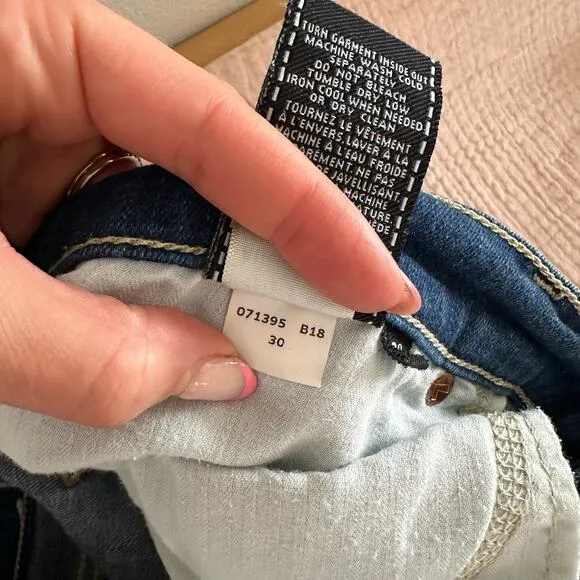 TURN GARMENT INSIDE OUT
MACHINE WASH COLD
SEPARATELY
DO NOT BLEACH
TUMBLE DRY LOW
IRON COOL WHEN NEEDED
OR DRY CLEAN
TOURNEZ LE VÊTEMENT
À L'ENVERS LAVER À LA
MACHINE À L'EAU FROIDE
NE PAS
JAVELLISANT
MACHINE
071395 B18
30